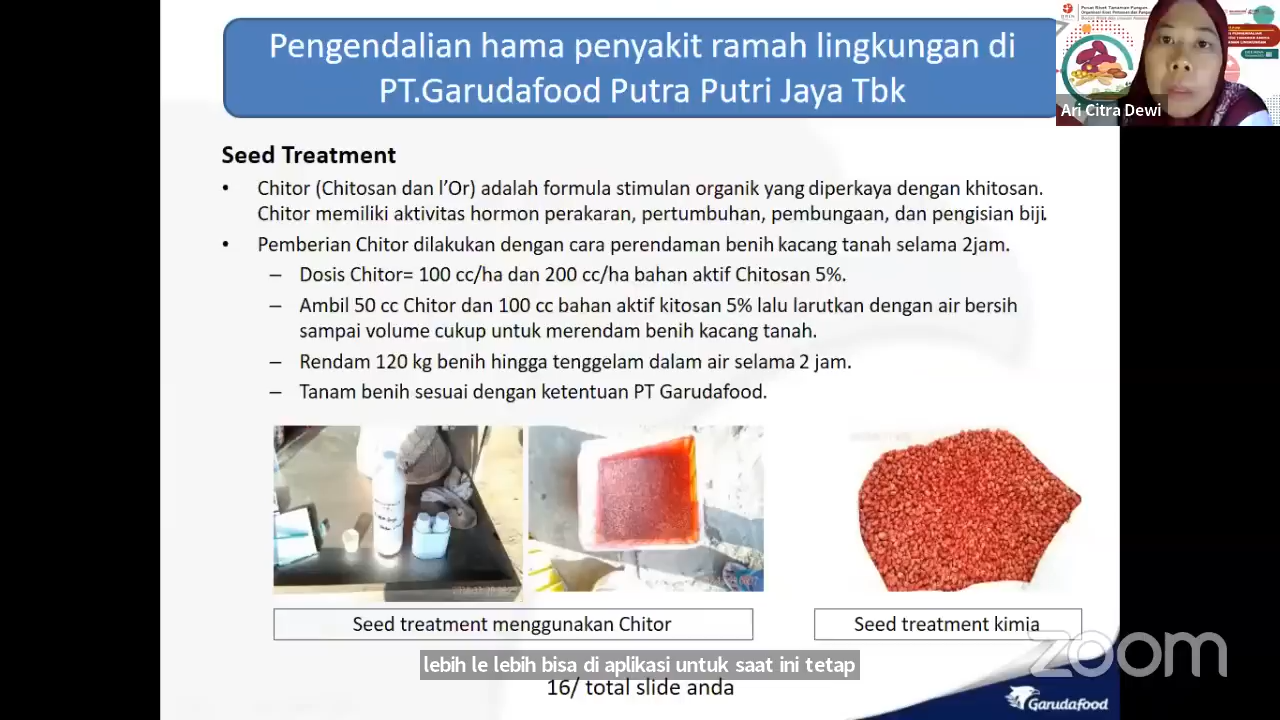 Pengendalian hama penyakit ramah lingkungan di
PT.Garudafood Putra Putri Jaya Tbk
Ari Citra Dewi
Seed Treatment
• Chitor (Chitosan dan l’Or) adalah formula stimulan organik yang diperkaya dengan khitosan.
Chitor memiliki aktivitas hormon perakaran, pertumbuhan, pembungaan, dan pengisian biji.
• Pemberian Chitor dilakukan dengan cara perendaman benih kacang tanah selama 2jam.
– Dosis Chitor= 100 cc/ha dan 200 cc/ha bahan aktif Chitosan 5%.
– Ambil 50 cc Chitor dan 100 cc bahan aktif kitosan 5% lalu larutkan dengan air bersih
sampai volume cukup untuk merendam benih kacang tanah.
– Rendam 120 kg benih hingga tenggelam dalam air selama 2 jam.
– Tanam benih sesuai dengan ketentuan PT Garudafood.
Seed treatment menggunakan Chitor
Seed treatment kimia
zoom
lebih le lebih bisa di aplikasi untuk saat ini tetap
16/ total slide anda
Garudafood